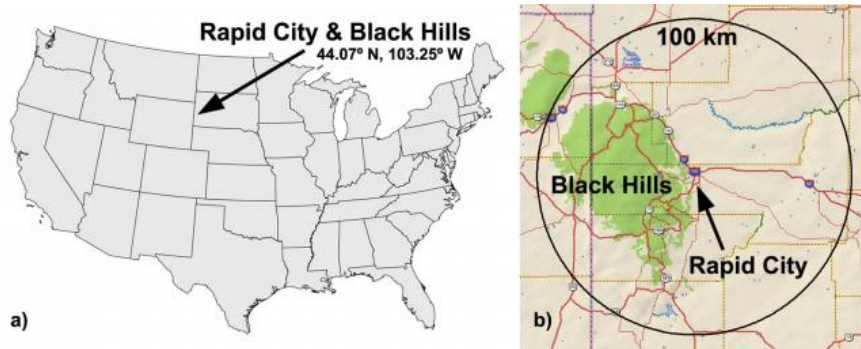 Rapid City & Black Hills
44.07º N, 103.25º W
a)
100 km
Black Hills
Rapid City
b)